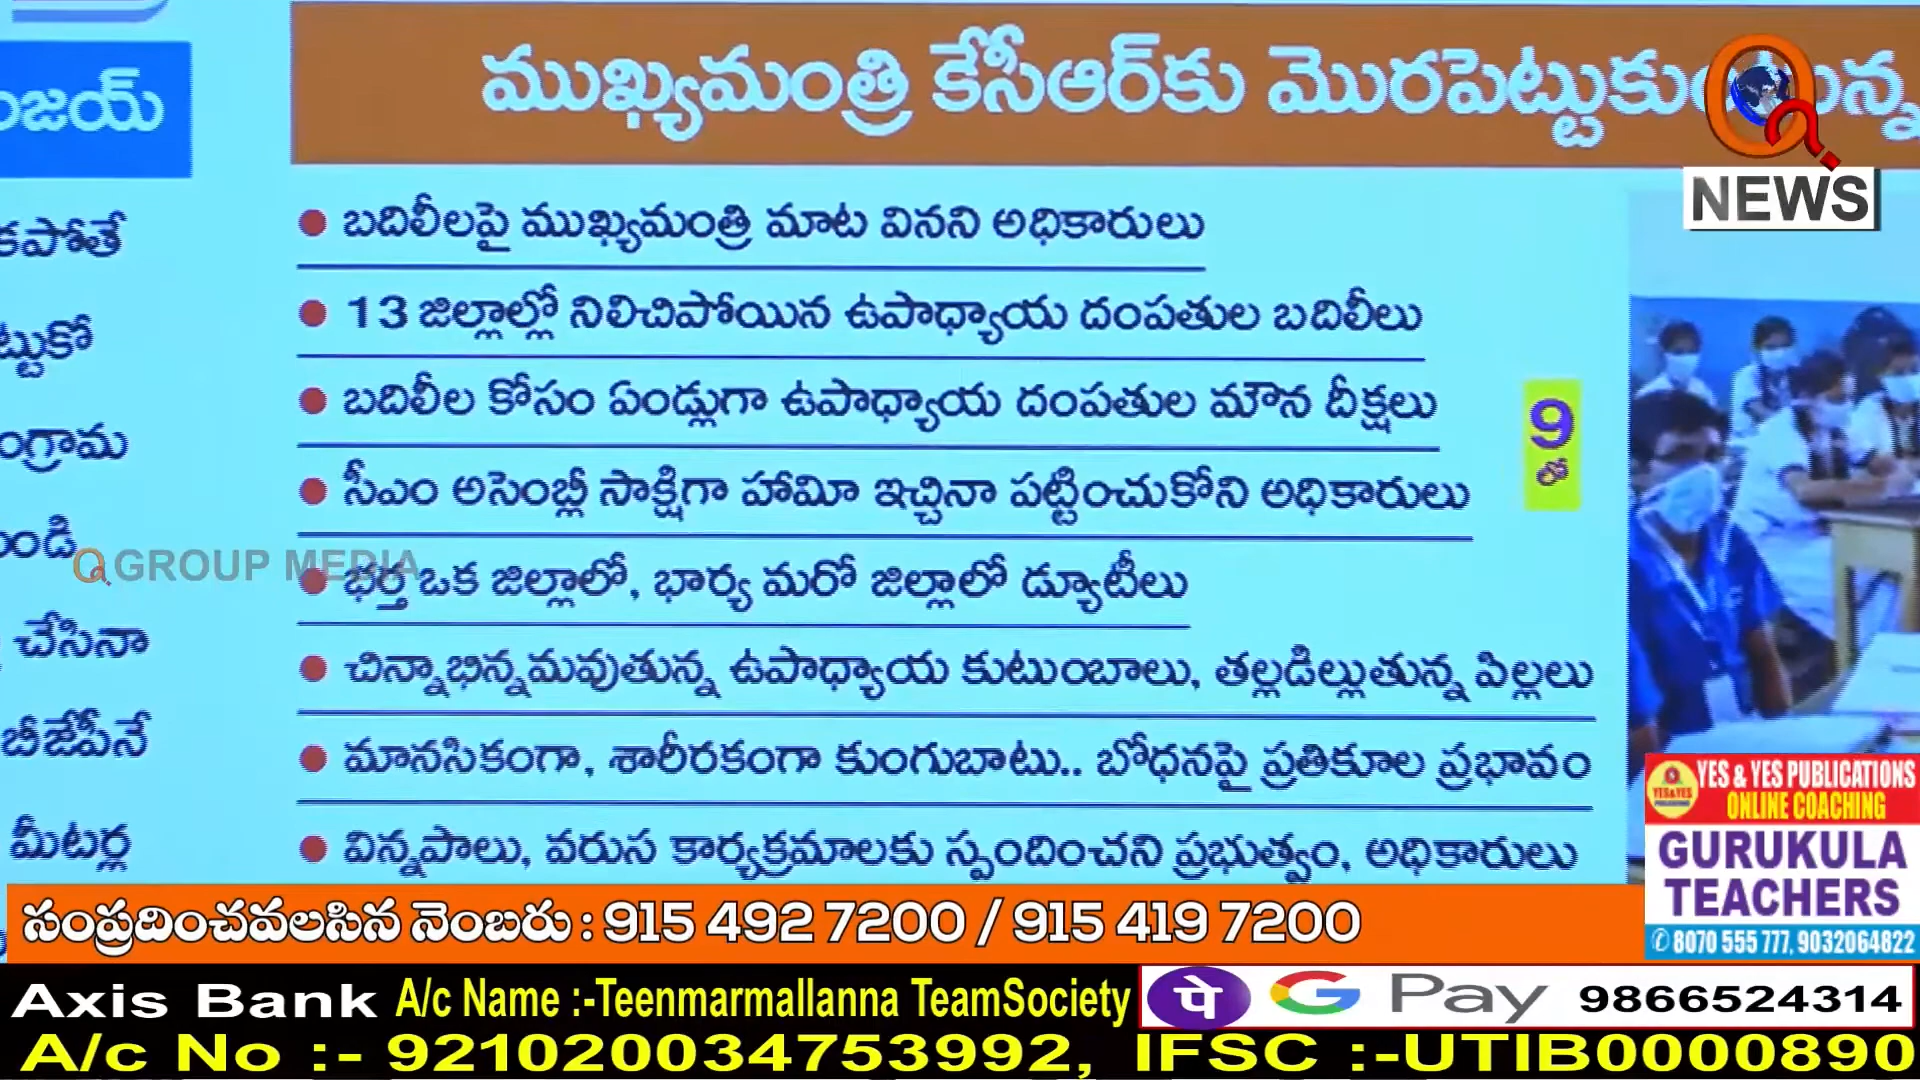 ముఖ్యమంత్రి కేసీఆర్‌కు
NEWS
• బదిలీలపై ముఖ్యమంత్రి మాట వినని అధికారులు
• 13 జిల్లాల్లో నిలిచిపోయిన ఉపాధ్యాయ దంపతుల బదిలీలు
• బదిలీల కోసం ఏండ్లుగా ఉపాధ్యాయ దంపతుల మౌన దీక్షలు
9
లో
• సీఎం అసెంబ్లీ సాక్షిగా హామీ ఇచ్చినా పట్టించుకోని అధికారులు
GROUP MEDIA
• భర్త ఒక జిల్లాలో, భార్య మరో జిల్లాలో డ్యూటీలు
• చిన్నాభిన్నమవుతున్న ఉపాధ్యాయ కుటుంబాలు, తల్లడిల్లుతున్న పిల్లలు
• మానసికంగా, శారీరకంగా కుంగుబాటు.. బోధనపై ప్రతికూల ప్రభావం
• విన్నపాలు, వరుస కార్యక్రమాలకు స్పందించని ప్రభుత్వం, అధికారులు
చేసినా
బీజేపీనే
మీటర్ల
YES & YES PUBLICATIONS
ONLINE COACHING
GURUKULA
TEACHERS
8070 555 777, 9032064822
సంప్రదించవలసిన నెంబరు : 915 492 7200 / 915 419 7200
Axis Bank A/c Name :-Teenmarmallanna TeamSociety
पे G Pay 9866524314
A/c No :- 921020034753992, IFSC :-UTIB0000890